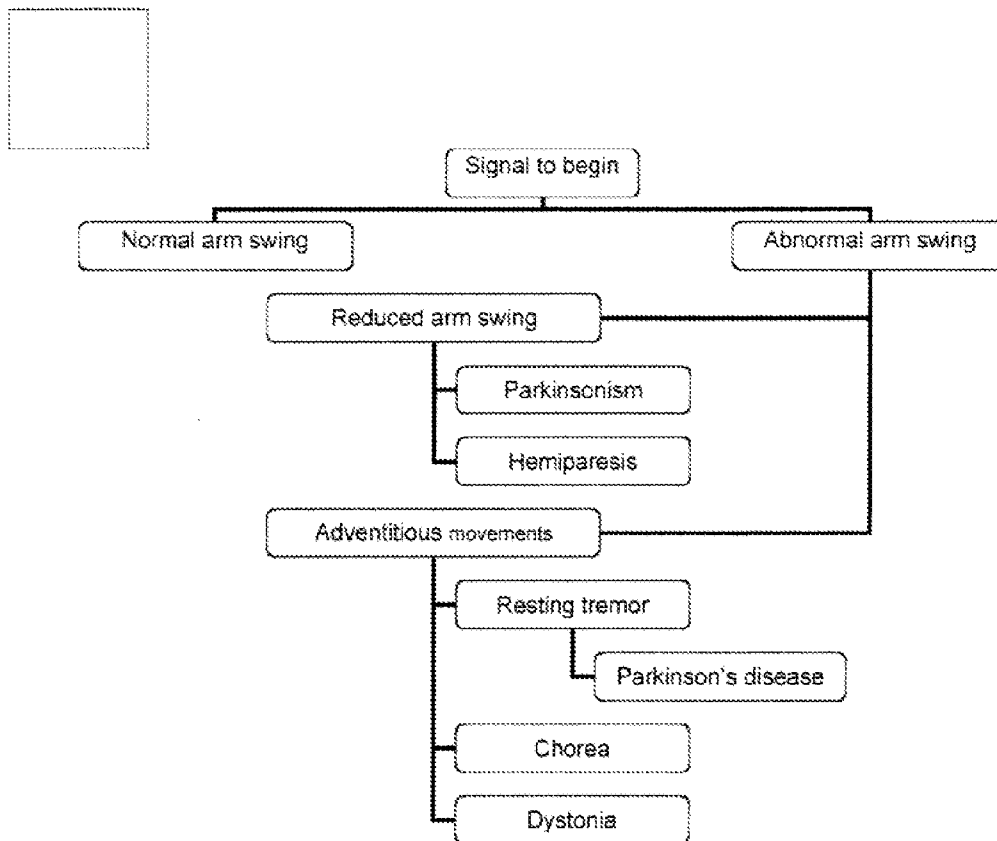 Signal to begin
Normal arm swing
Abnormal arm swing
Reduced arm swing
Parkinsonism
Hemiparesis
Adventitious movements
Resting tremor
Parkinson's disease
Chorea
Dystonia